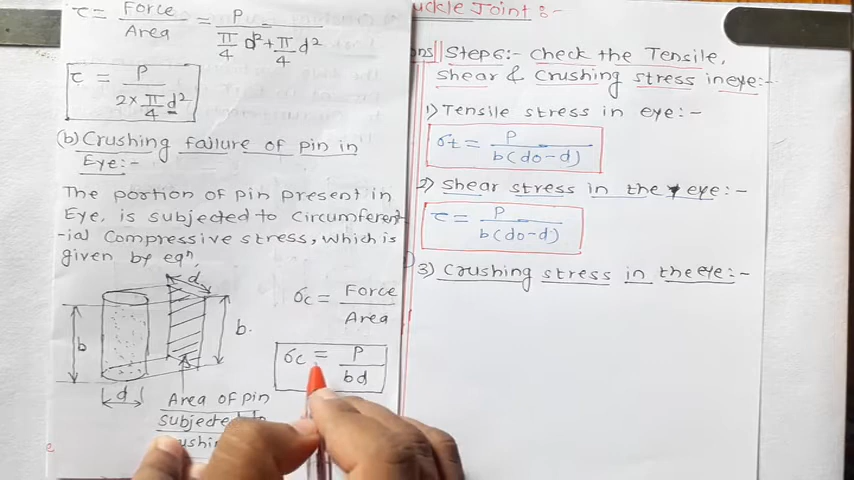 τ = Force / Area = P / (π/4 d² + π/4 d²)
τ = P / (2 × π/4 d²)
(b) Crushing failure of pin in
Eye:-
The portion of pin present in
Eye, is subjected to circumferent-
-ial compressive stress, which is
given by eqn,
d
σc = Force / Area
b
b.
σc = P / bd
d
Area of pin
Subjected to
uckle Joint:-
ons Step6:- Check the Tensile,
shear & Crushing stress in eye:-
1) Tensile stress in eye:-
σt = P / b(do-d)
2) Shear stress in the eye:-
τ = P / b(do-d)
3) Crushing stress in the eye:-